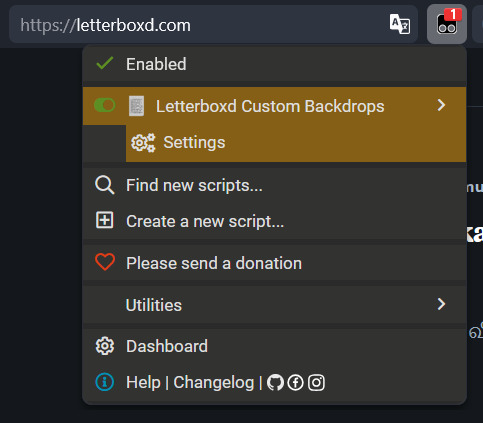 https://letterboxd.com
1
Enabled
Letterboxd Custom Backdrops
Settings
Find new scripts...
Create a new script...
Please send a donation
Utilities
Dashboard
Help | Changelog |